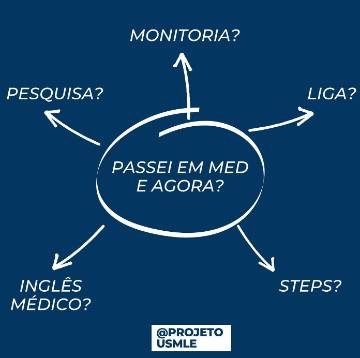 MONITORIA?
PESQUISA?
LIGA?
PASSEI EM MED
E AGORA?
INGLÊS
MÉDICO?
STEPS?
@PROJETO
USMLE